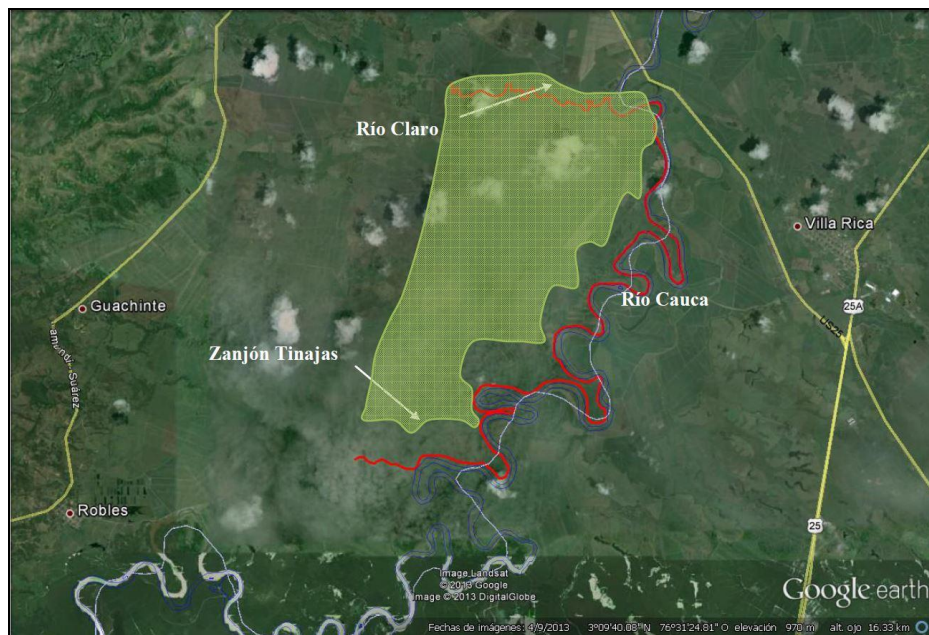 Río Claro
Villa Rica
Río Cauca
25A
Guachinte
Zanjón Tinajas
Suárez
Robles
25
Image Landsat
© 2013 Google
Image © 2013 DigitalGlobe
Google earth
Fechas de imágenes: 4/9/2013 3°09'40.08" N 76°31'24.81" O elevación 970 m alt. ojo 16.33 km